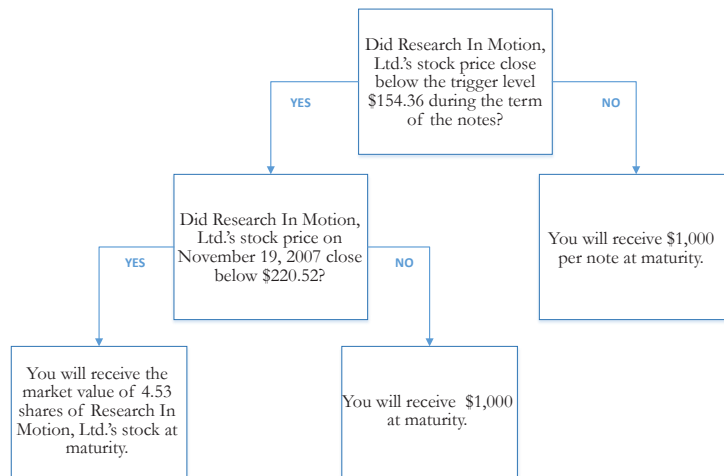 Did Research In Motion,
Ltd.'s stock price close
below the trigger level
$154.36 during the term
of the notes?
YES
NO
Did Research In Motion,
Ltd.'s stock price on
November 19, 2007 close
below $220.52?
You will receive $1,000
per note at maturity.
YES
NO
You will receive the
market value of 4.53
shares of Research In
Motion, Ltd.'s stock at
maturity.
You will receive $1,000
at maturity.